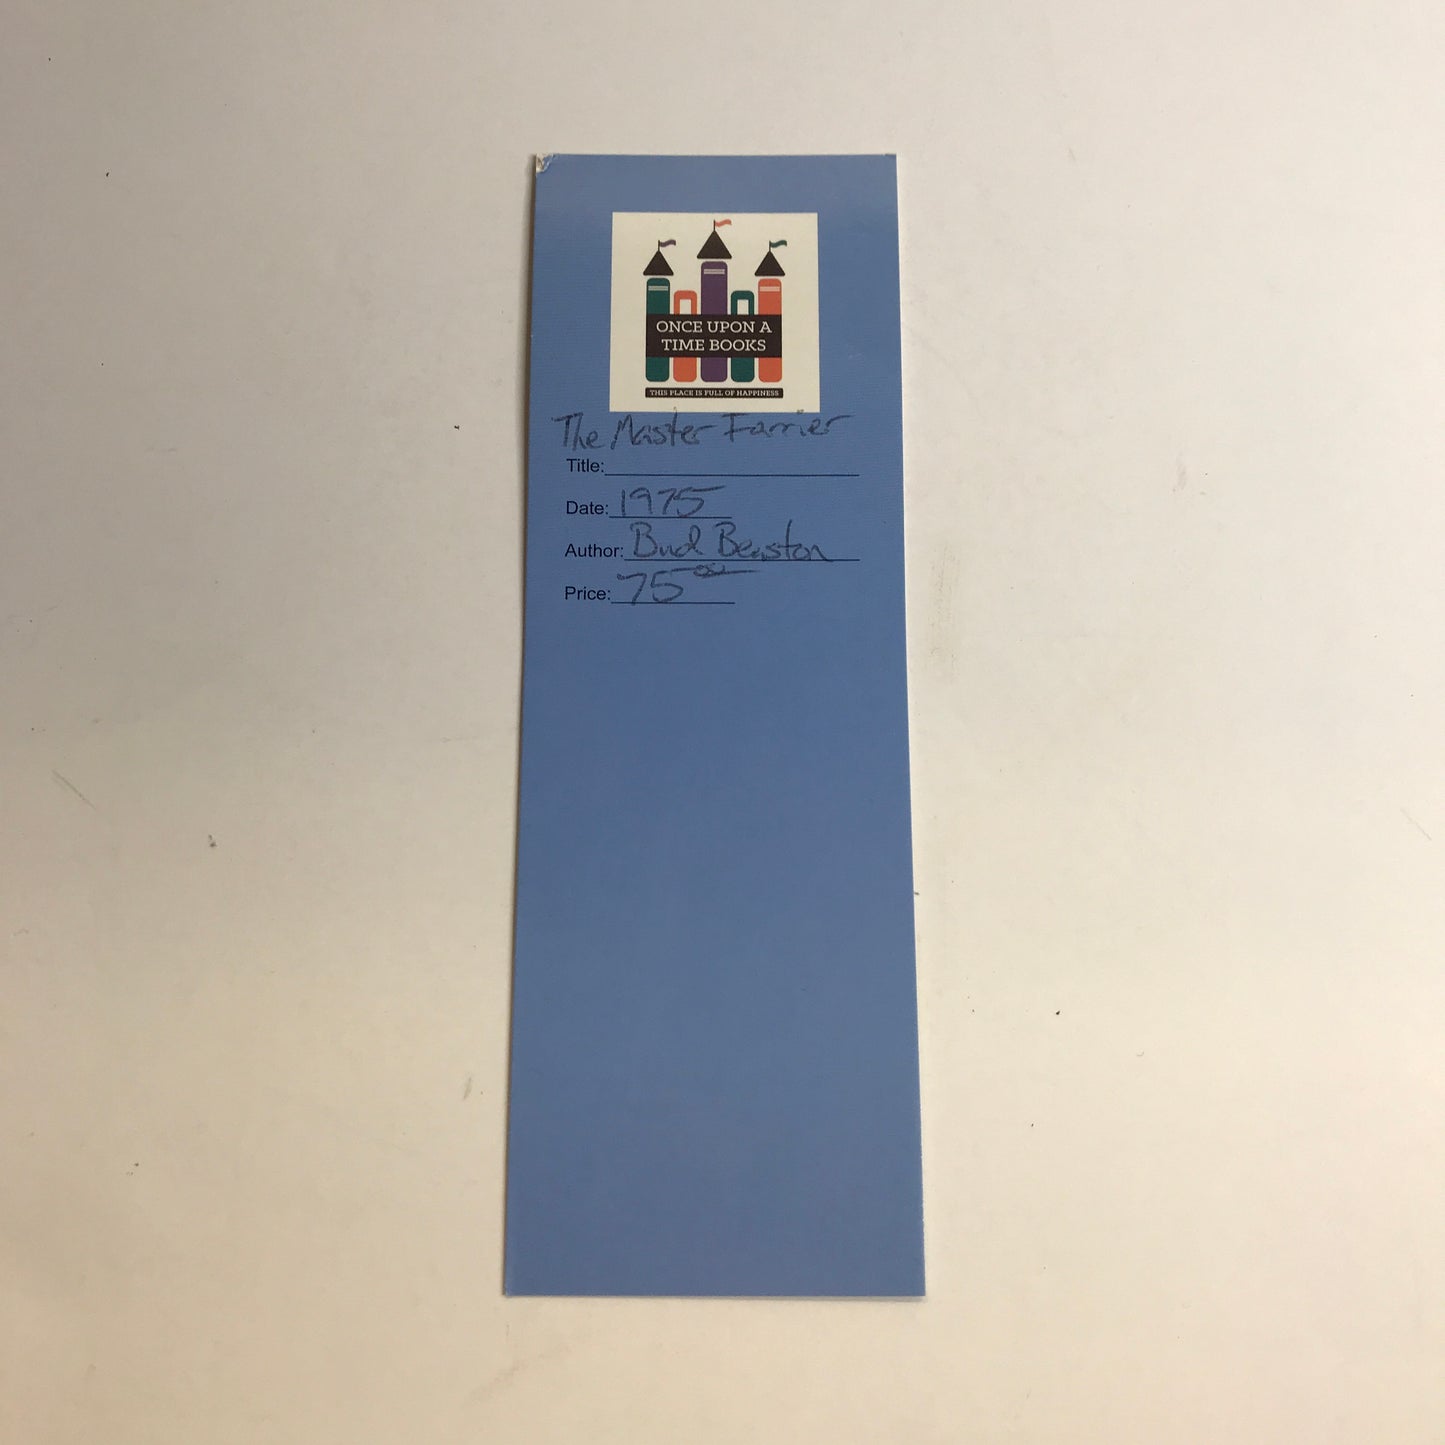 ONCE UPON A
TIME BOOKS
THIS PLACE IS FULL OF HAPPINESS
The Master Farrier
Title:
Date: 1975
Author: Bud Beaston
Price: 75 00